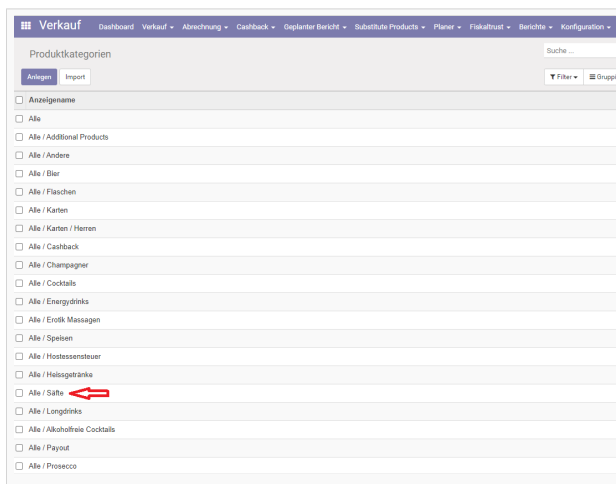 Verkauf Dashboard Verkauf Abrechnung Cashback Geplanter Bericht Substitute Products Planer Fiskaltrust Berichte Konfiguration
Produktkategorien Suche ...
Anlegen Import Filter Gruppi
Anzeigename
Alle
Alle / Additional Products
Alle / Andere
Alle / Bier
Alle / Flaschen
Alle / Karten
Alle / Karten / Herren
Alle / Cashback
Alle / Champagner
Alle / Cocktails
Alle / Energydrinks
Alle / Erotik Massagen
Alle / Speisen
Alle / Hostessensteuer
Alle / Heissgetränke
Alle / Säfte
Alle / Longdrinks
Alle / Alkoholfreie Cocktails
Alle / Payout
Alle / Prosecco